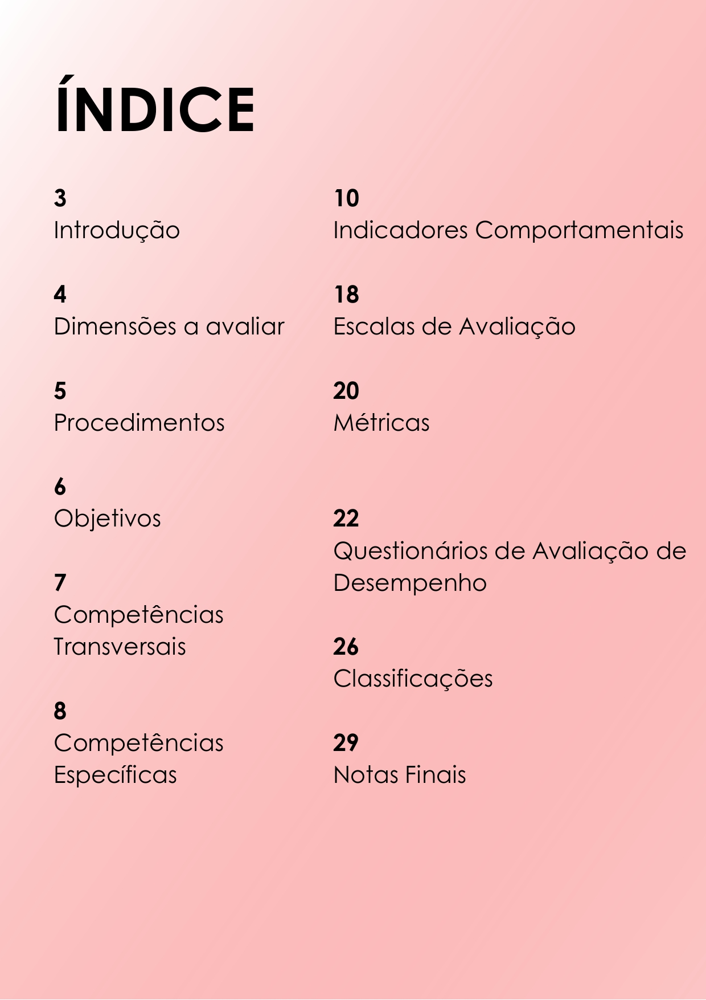 ÍNDICE
3
Introdução
4
Dimensões a avaliar
5
Procedimentos
6
Objetivos
7
Competências
Transversais
8
Competências
Específicas
10
Indicadores Comportamentais
18
Escalas de Avaliação
20
Métricas
22
Questionários de Avaliação de
Desempenho
26
Classificações
29
Notas Finais